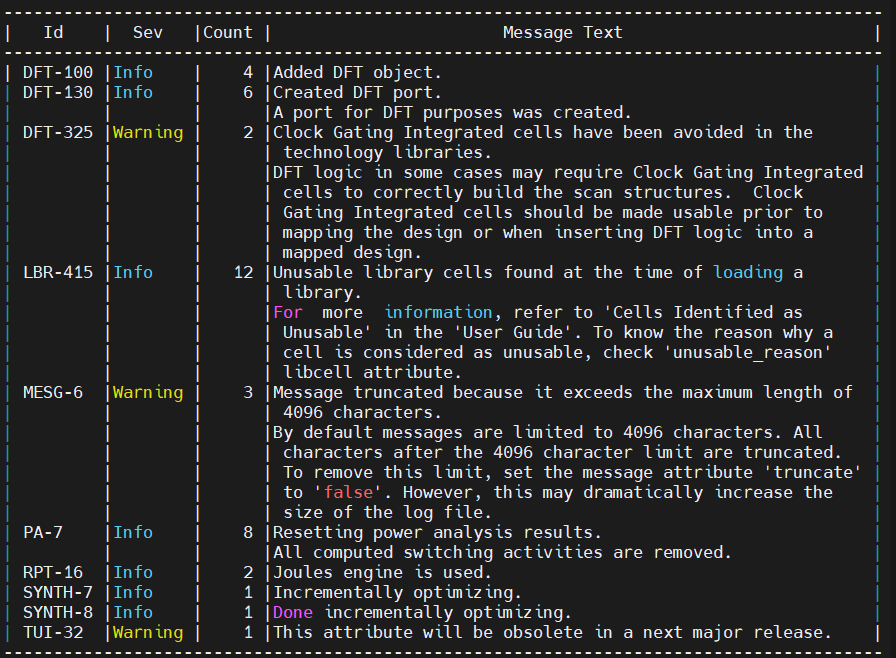 --------------------------------------------------------------------------------------
|   Id    |  Sev   |Count |                       Message Text                         |
--------------------------------------------------------------------------------------
| DFT-100 |Info    |    4 |Added DFT object.                                           |
| DFT-130 |Info    |    6 |Created DFT port.                                           |
|         |        |      |A port for DFT purposes was created.                        |
| DFT-325 |Warning |    2 |Clock Gating Integrated cells have been avoided in the      |
|         |        |      | technology libraries.                                      |
|         |        |      |DFT logic in some cases may require Clock Gating Integrated |
|         |        |      | cells to correctly build the scan structures.  Clock       |
|         |        |      | Gating Integrated cells should be made usable prior to     |
|         |        |      | mapping the design or when inserting DFT logic into a      |
|         |        |      | mapped design.                                             |
| LBR-415 |Info    |   12 |Unusable library cells found at the time of loading a       |
|         |        |      | library.                                                   |
|         |        |      |For  more  information, refer to 'Cells Identified as       |
|         |        |      | Unusable' in the 'User Guide'. To know the reason why a    |
|         |        |      | cell is considered as unusable, check 'unusable_reason'    |
|         |        |      | libcell attribute.                                         |
| MESG-6  |Warning |    3 |Message truncated because it exceeds the maximum length of  |
|         |        |      | 4096 characters.                                           |
|         |        |      |By default messages are limited to 4096 characters. All     |
|         |        |      | characters after the 4096 character limit are truncated.   |
|         |        |      | To remove this limit, set the message attribute 'truncate' |
|         |        |      | to 'false'. However, this may dramatically increase the    |
|         |        |      | size of the log file.                                      |
| PA-7    |Info    |    8 |Resetting power analysis results.                           |
|         |        |      |All computed switching activities are removed.              |
| RPT-16  |Info    |    2 |Joules engine is used.                                      |
| SYNTH-7 |Info    |    1 |Incrementally optimizing.                                   |
| SYNTH-8 |Info    |    1 |Done incrementally optimizing.                              |
| TUI-32  |Warning |    1 |This attribute will be obsolete in a next major release.    |
--------------------------------------------------------------------------------------